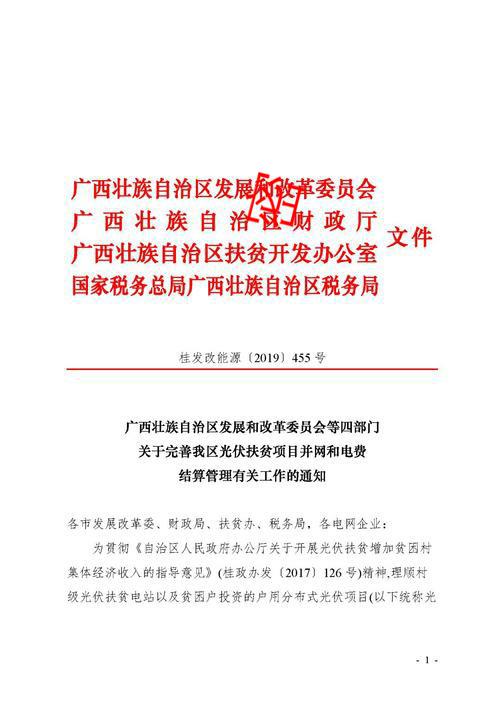 广西壮族自治区发展和改革委员会
广西壮族自治区财政厅
广西壮族自治区扶贫开发办公室
国家税务总局广西壮族自治区税务局
文件
桂发改能源〔2019〕455 号
广西壮族自治区发展和改革委员会等四部门
关于完善我区光伏扶贫项目并网和电费
结算管理有关工作的通知
各市发展改革委、财政局、扶贫办、税务局，各电网企业：
为贯彻《自治区人民政府办公厅关于开展光伏扶贫增加贫困村
集体经济收入的指导意见》(桂政办发〔2017〕126 号)精神,理顺村
级光伏扶贫电站以及贫困户投资的户用分布式光伏项目(以下统称光
- 1 -